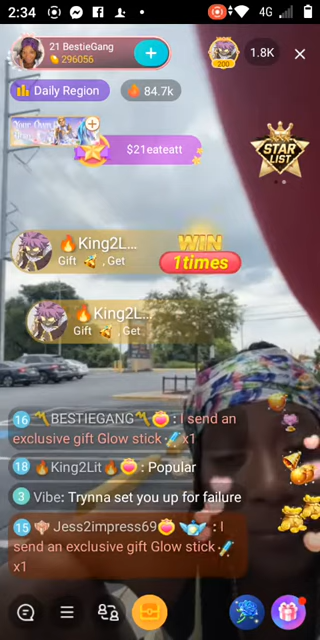 2:34
4G
21 BestieGang
296056
200
1.8K
Daily Region
84.7k
$21eateatt
STAR
LIST
King2L...
Gift , Get
WIN
1times
King2L...
Gift , Get
16 BESTIEGANG : I send an
exclusive gift Glow stick x1
18 King2Lit : Popular
3 Vibe: Trynna set you up for failure
15 Jess2impress69 : I
send an exclusive gift Glow stick
x1